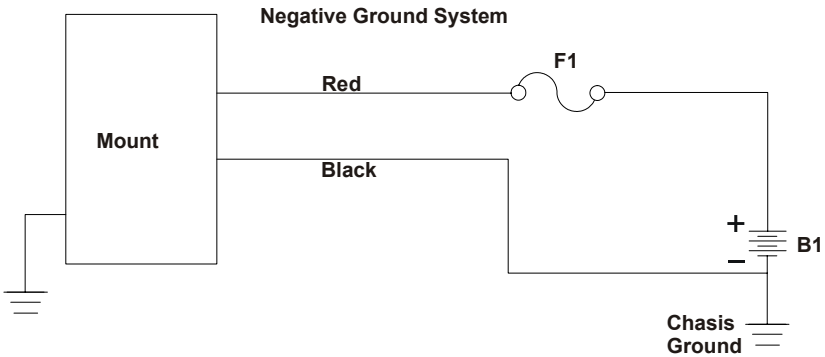 Negative Ground System
F1
Red
Mount
Black
+
B1
–
Chasis
Ground